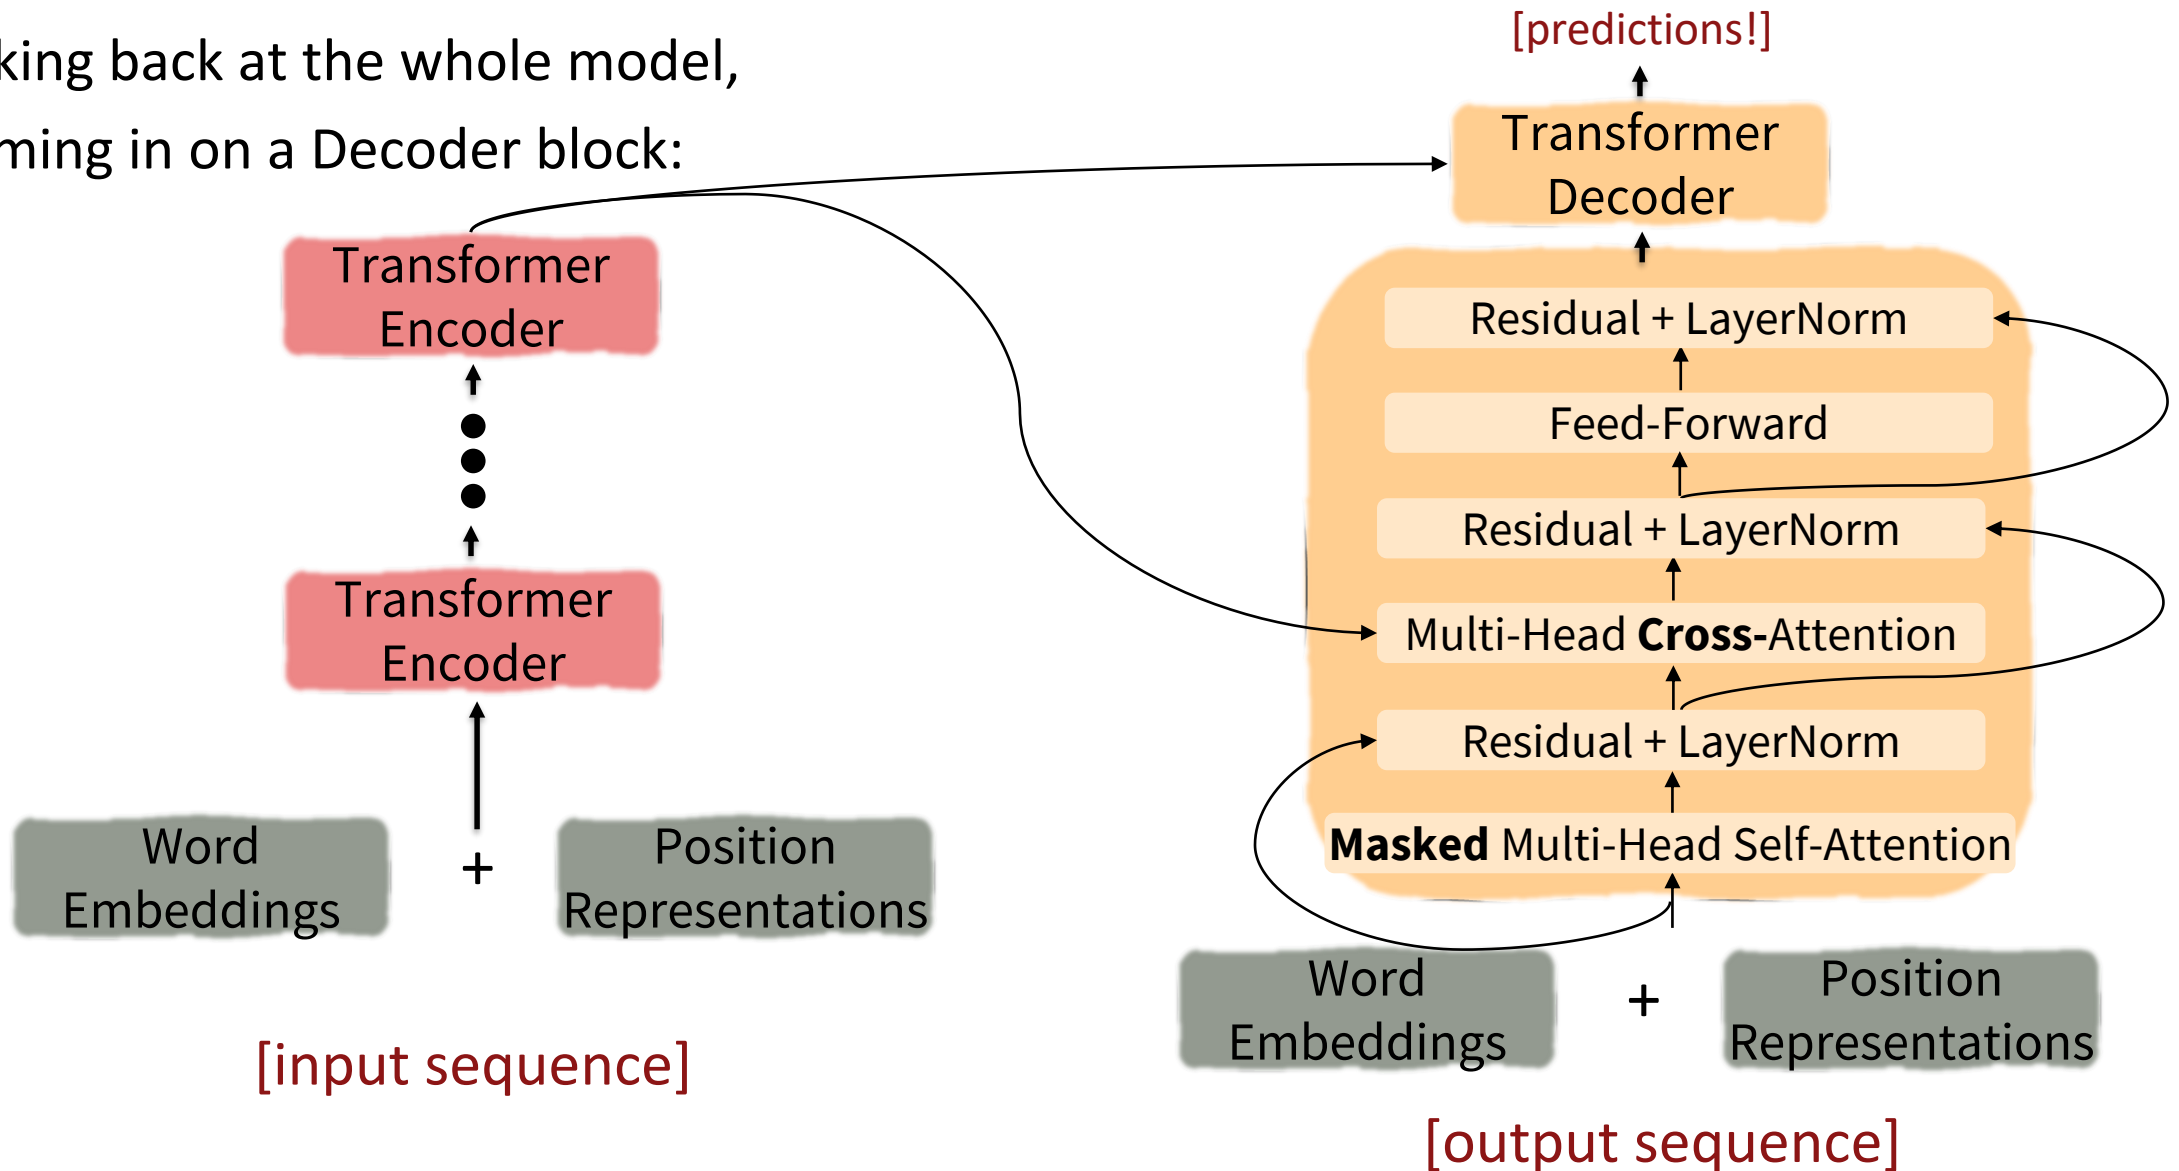 king back at the whole model,
ming in on a Decoder block:
[predictions!]
Transformer
Decoder
Transformer
Encoder
Transformer
Encoder
Word
Embeddings
+
Position
Representations
[input sequence]
Residual + LayerNorm
Feed-Forward
Residual + LayerNorm
Multi-Head Cross-Attention
Residual + LayerNorm
Masked Multi-Head Self-Attention
Word
Embeddings
+
Position
Representations
[output sequence]